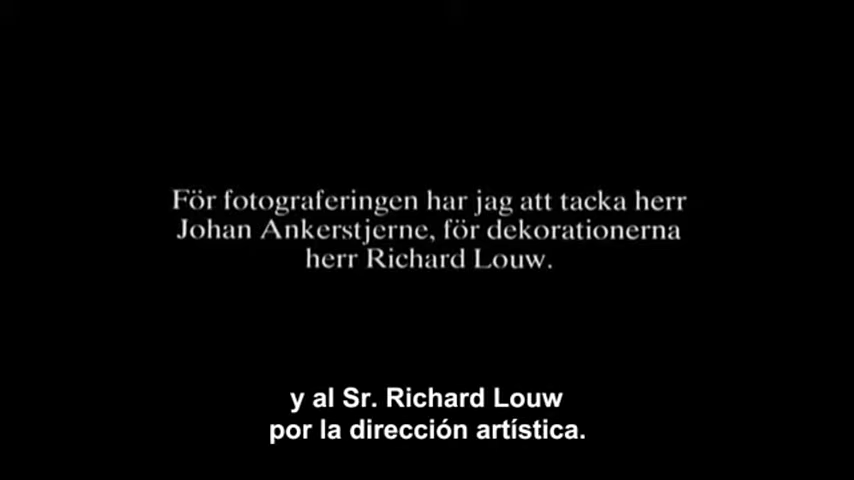 För fotograferingen har jag att tacka herr
Johan Ankerstjerne, för dekorationerna
herr Richard Louw.
y al Sr. Richard Louw
por la dirección artística.